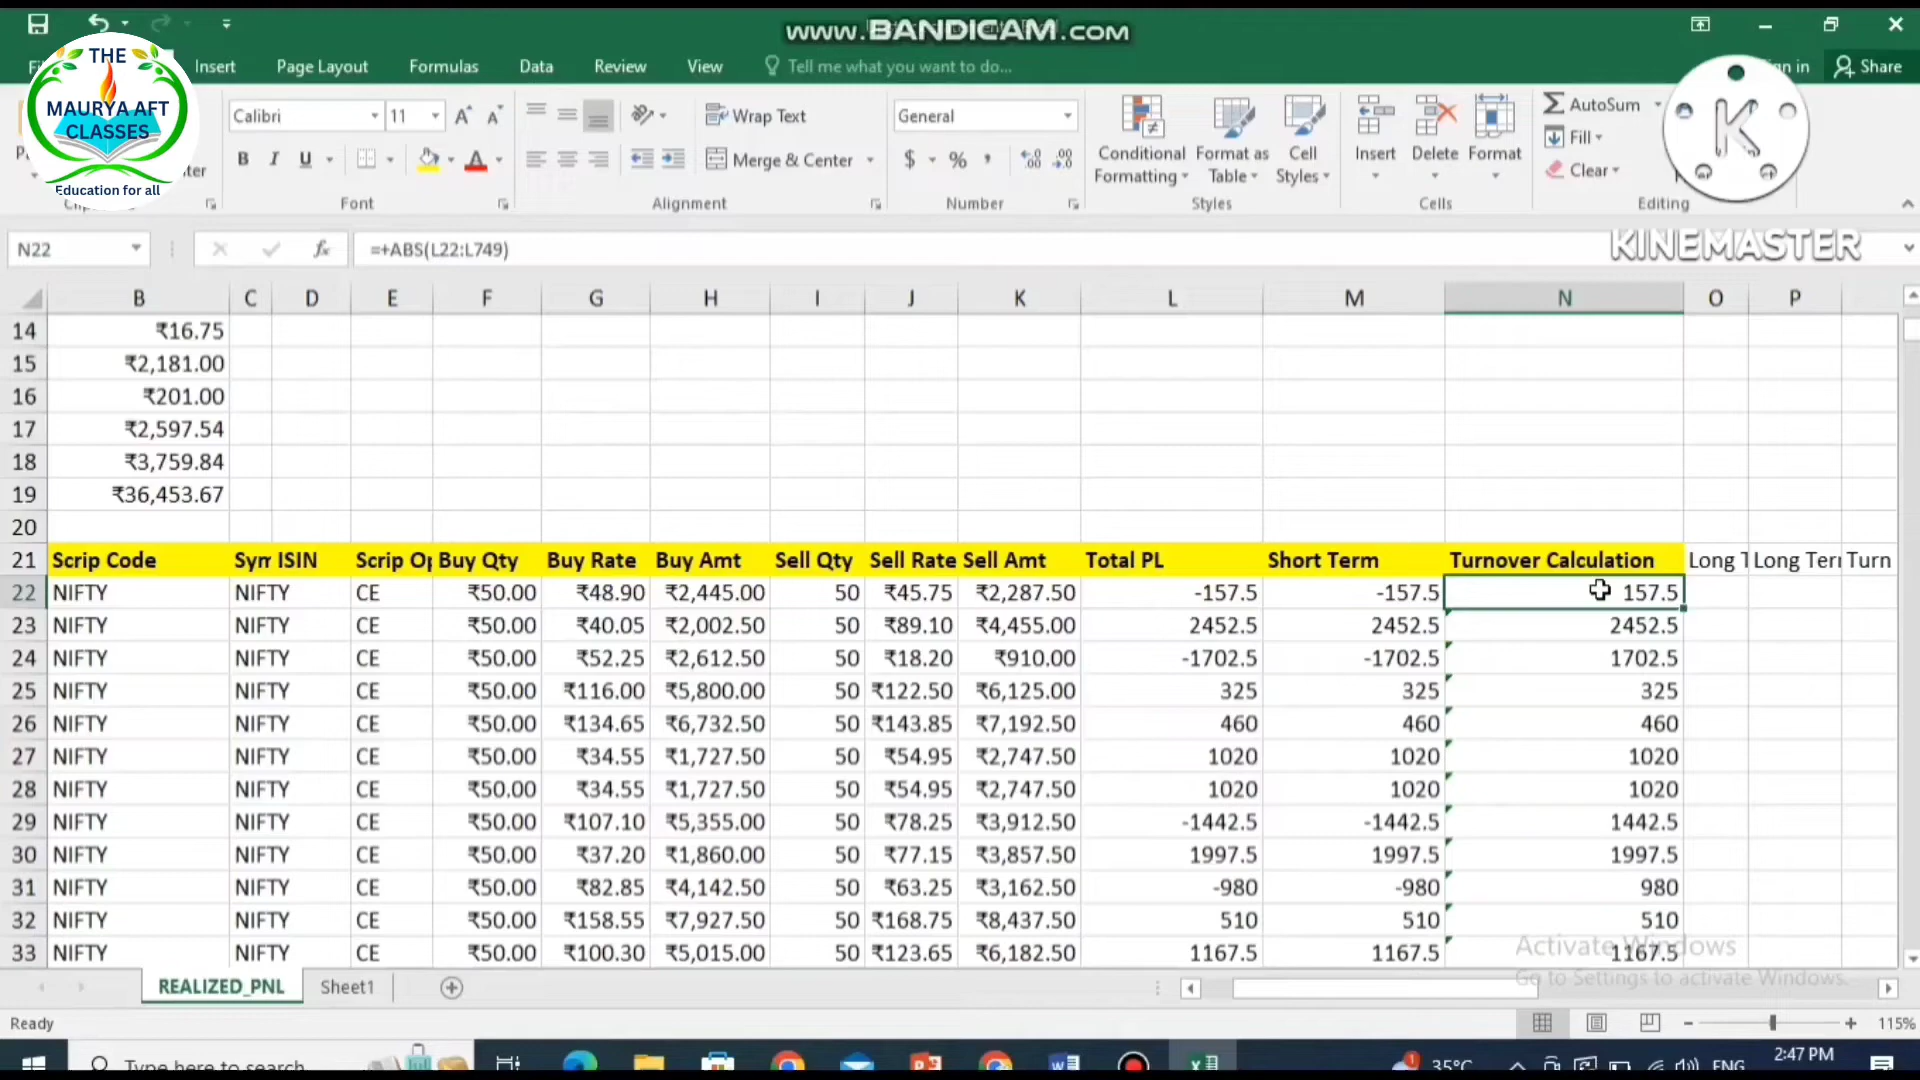 www.BANDICAM.com
THE
MAURYA AFT
CLASSES
Education for all
Insert Page Layout Formulas Data Review View Tell me what you want to do... Share
Calibri 11 Wrap Text General AutoSum
B I U Merge & Center $ % Conditional Formatting Format as Table Cell Styles Insert Delete Format Fill Clear
Font Alignment Number Styles Cells Editing
K
KINEMASTER
N22 fx =+ABS(L22:L749)
B C D E F G H I J K L M N O P
14 ₹16.75
15 ₹2,181.00
16 ₹201.00
17 ₹2,597.54
18 ₹3,759.84
19 ₹36,453.67
20
21 Scrip Code Sym ISIN Scrip Op Buy Qty Buy Rate Buy Amt Sell Qty Sell Rate Sell Amt Total PL Short Term Turnover Calculation Long T Long Ter Turn
22 NIFTY NIFTY CE ₹50.00 ₹48.90 ₹2,445.00 50 ₹45.75 ₹2,287.50 -157.5 -157.5 157.5
23 NIFTY NIFTY CE ₹50.00 ₹40.05 ₹2,002.50 50 ₹89.10 ₹4,455.00 2452.5 2452.5 2452.5
24 NIFTY NIFTY CE ₹50.00 ₹52.25 ₹2,612.50 50 ₹18.20 ₹910.00 -1702.5 -1702.5 1702.5
25 NIFTY NIFTY CE ₹50.00 ₹116.00 ₹5,800.00 50 ₹122.50 ₹6,125.00 325 325 325
26 NIFTY NIFTY CE ₹50.00 ₹134.65 ₹6,732.50 50 ₹143.85 ₹7,192.50 460 460 460
27 NIFTY NIFTY CE ₹50.00 ₹34.55 ₹1,727.50 50 ₹54.95 ₹2,747.50 1020 1020 1020
28 NIFTY NIFTY CE ₹50.00 ₹34.55 ₹1,727.50 50 ₹54.95 ₹2,747.50 1020 1020 1020
29 NIFTY NIFTY CE ₹50.00 ₹107.10 ₹5,355.00 50 ₹78.25 ₹3,912.50 -1442.5 -1442.5 1442.5
30 NIFTY NIFTY CE ₹50.00 ₹37.20 ₹1,860.00 50 ₹77.15 ₹3,857.50 1997.5 1997.5 1997.5
31 NIFTY NIFTY CE ₹50.00 ₹82.85 ₹4,142.50 50 ₹63.25 ₹3,162.50 -980 -980 980
32 NIFTY NIFTY CE ₹50.00 ₹158.55 ₹7,927.50 50 ₹168.75 ₹8,437.50 510 510 510
33 NIFTY NIFTY CE ₹50.00 ₹100.30 ₹5,015.00 50 ₹123.65 ₹6,182.50 1167.5 1167.5 1167.5
Activate Windows
Go to Settings to activate Windows.
REALIZED_PNL Sheet1
Ready 115%
Type here to search 1 35°C ENG 2:47 PM